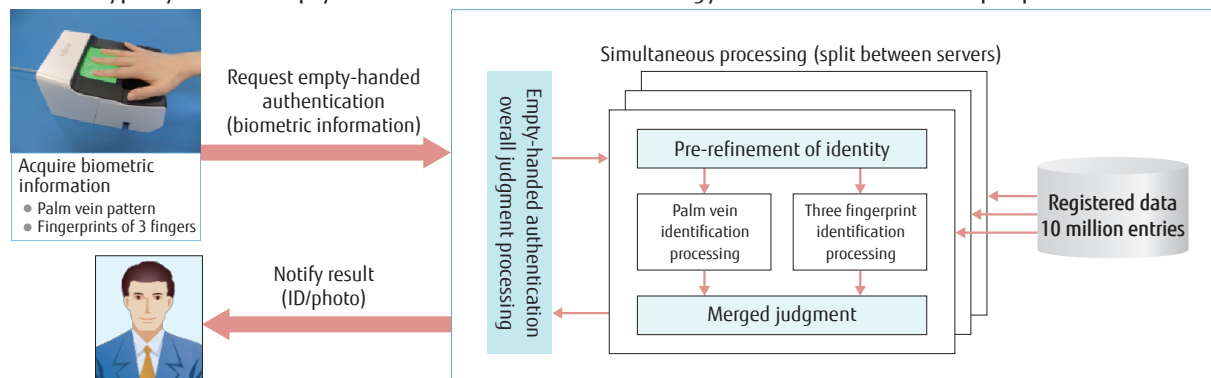 Simultaneous processing (split between servers)
Request empty-handed
authentication
(biometric information)
Acquire biometric
information
● Palm vein pattern
● Fingerprints of 3 fingers
Empty-handed authentication
overall judgment processing
Pre-refinement of identity
Palm vein
identification
processing
Three fingerprint
identification
processing
Merged judgment
Registered data
10 million entries
Notify result
(ID/photo)